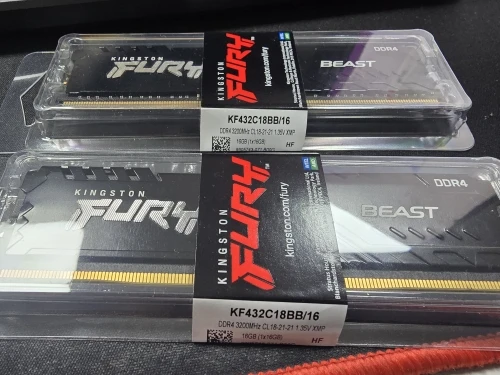 KINGSTON
FURY
BEAST
DDR4
FURY
kingston.com/fury
KF432C18BB/16
DDR4 3200MHz CL18-21-21 1.35V XMP
16GB (1x16GB)
HF
KINGSTON
FURY
BEAST
DDR4
FURY
kingston.com/fury
KF432C18BB/16
DDR4 3200MHz CL18-21-21 1.35V XMP
16GB (1x16GB)
HF